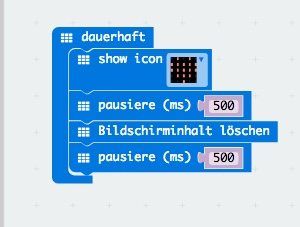 dauerhaft
show icon
pausiere (ms) 500
Bildschirminhalt löschen
pausiere (ms) 500